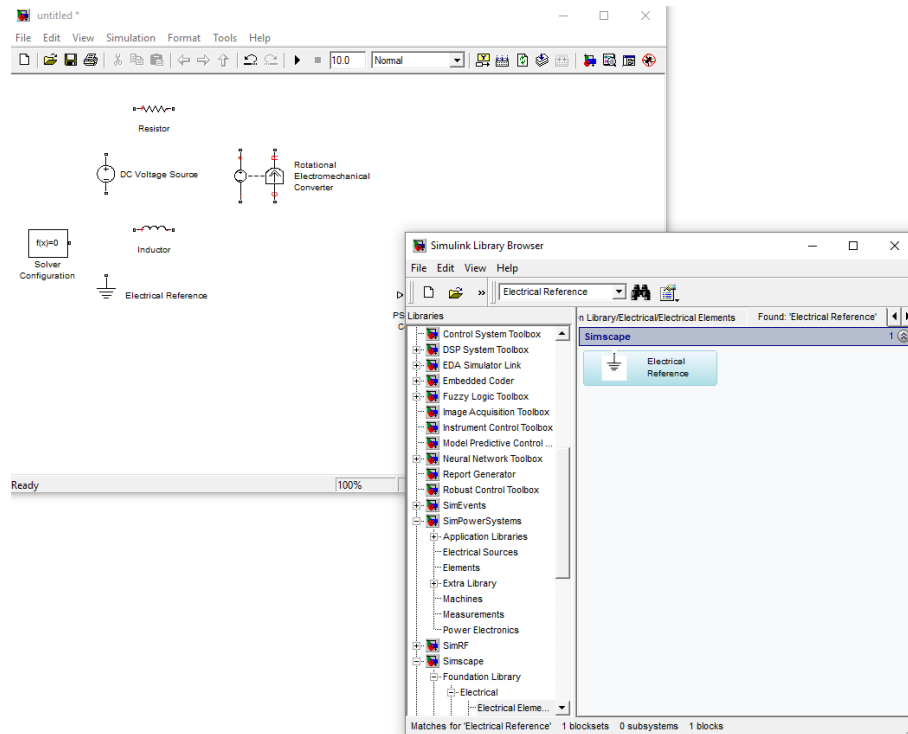 untitled *
File Edit View Simulation Format Tools Help
10.0 Normal
Resistor
DC Voltage Source
Rotational
Electromechanical
Converter
f(x)=0
Solver
Configuration
Inductor
Electrical Reference
PS
C
Ready
100%
Simulink Library Browser
File Edit View Help
» Electrical Reference
Libraries
Control System Toolbox
DSP System Toolbox
EDA Simulator Link
Embedded Coder
Fuzzy Logic Toolbox
Image Acquisition Toolbox
Instrument Control Toolbox
Model Predictive Control ...
Neural Network Toolbox
Report Generator
Robust Control Toolbox
SimEvents
SimPowerSystems
Application Libraries
Electrical Sources
Elements
Extra Library
Machines
Measurements
Power Electronics
SimRF
Simscape
Foundation Library
Electrical
Electrical Eleme...
n Library/Electrical/Electrical Elements Found: 'Electrical Reference'
Simscape 1
Electrical
Reference
Matches for 'Electrical Reference' 1 blocksets 0 subsystems 1 blocks